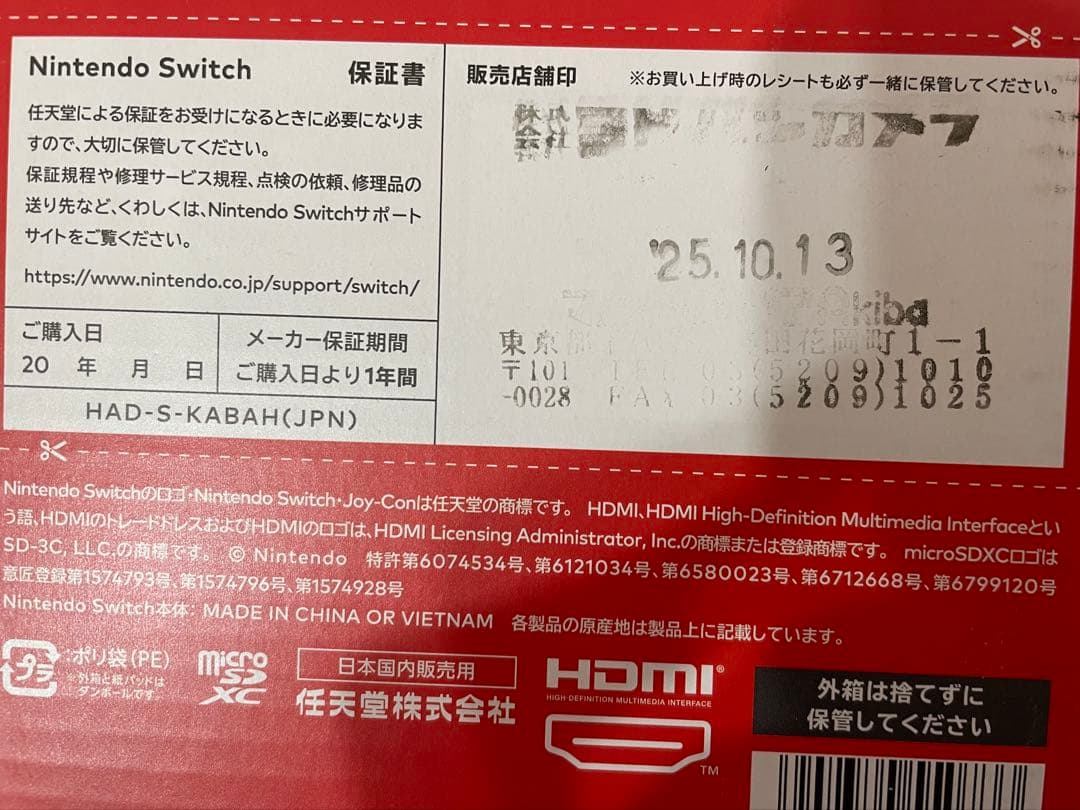 Nintendo Switch 保証書
任天堂による保証をお受けになるときに必要になりま
すので、大切に保管してください。
保証規程や修理サービス規程、点検の依頼、修理品の
送り先など、くわしくは、Nintendo Switchサポート
サイトをご覧ください。
https://www.nintendo.co.jp/support/switch/
ご購入日
20 年 月 日
メーカー保証期間
ご購入日より1年間
HAD-S-KABAH(JPN)
販売店舗印 ※お買い上げ時のレシートも必ず一緒に保管してください。
'25.10.13
kiba
東京 花岡町1-1
〒101 (5209)1010
-0028 FAX 03(5209)1025
Nintendo Switchのロゴ・Nintendo Switch・Joy-Conは任天堂の商標です。 HDMI、HDMI High-Definition Multimedia Interfaceとい
う語、HDMIのトレードドレスおよびHDMIのロゴは、HDMI Licensing Administrator, Inc.の商標または登録商標です。 microSDXCロゴは
SD-3C, LLC.の商標です。 © Nintendo 特許第6074534号、第6121034号、第6580023号、第6712668号、第6799120号
意匠登録第1574793号、第1574796号、第1574928号
Nintendo Switch本体: MADE IN CHINA OR VIETNAM 各製品の原産地は製品上に記載しています。
プラ
:ポリ袋(PE)
※外箱と紙パッドは
ダンボールです。
micro
SD
XC
日本国内販売用
任天堂株式会社
HDMI®
HIGH-DEFINITION MULTIMEDIA INTERFACE
TM
外箱は捨てずに
保管してください